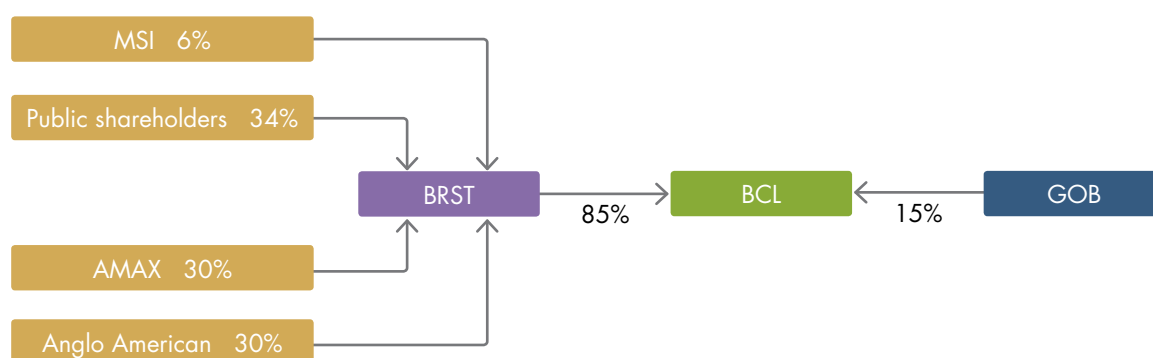 MSI 6%
Public shareholders 34%
BRST
85%
BCL
15%
GOB
AMAX 30%
Anglo American 30%